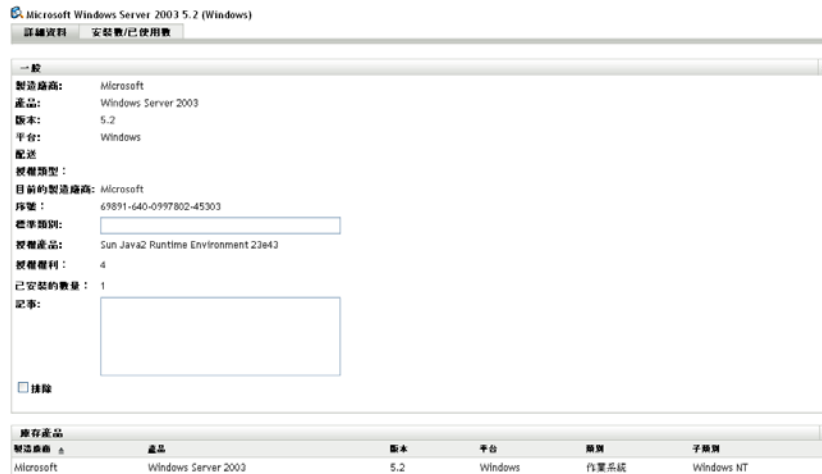 Microsoft Windows Server 2003 5.2 (Windows)
詳細資料 安裝數/已使用數
一般
製造廠商: Microsoft
產品: Windows Server 2003
版本: 5.2
平台: Windows
配送
授權類型：
目前的製造廠商: Microsoft
序號： 69891-640-0997802-45303
標準類別:
授權產品: Sun Java2 Runtime Environment 23e43
授權權利： 4
已安裝的數量： 1
記事:
排除
庫存產品
製造廠商 產品 版本 平台 類別 子類別
Microsoft Windows Server 2003 5.2 Windows 作業系統 Windows NT